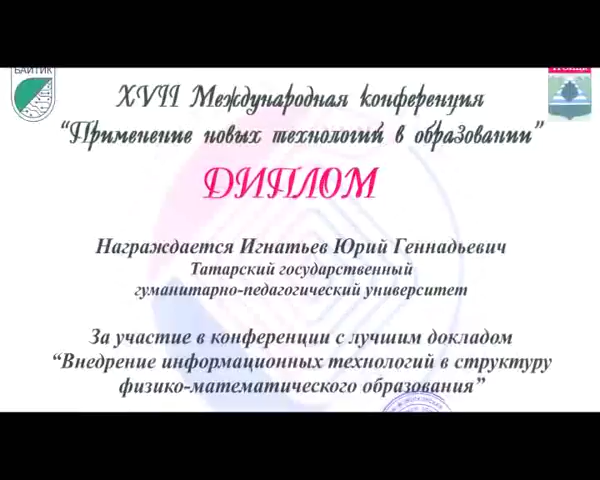 БАЙТИК
ТРОИЦК
XVII Международная конференция
“Применение новых технологий в образовании”
ДИПЛОМ
Награждается Игнатьев Юрий Геннадьевич
Татарский государственный
гуманитарно-педагогический университет
За участие в конференции с лучшим докладом
“Внедрение информационных технологий в структуру
физико-математического образования”